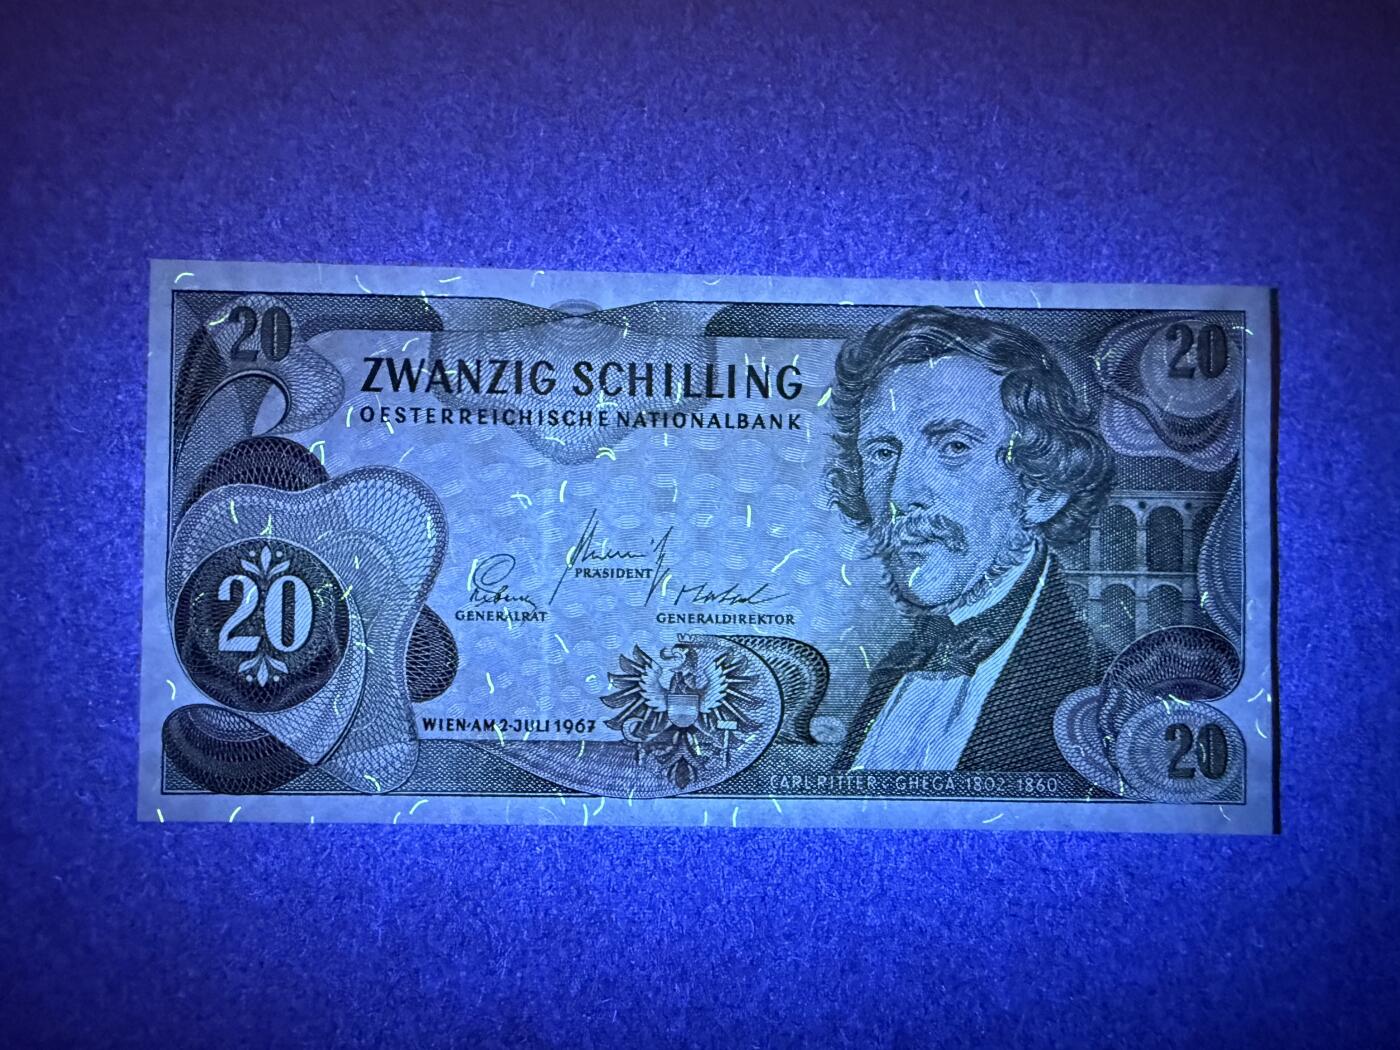 20
20
ZWANZIG SCHILLING
OESTERREICHISCHE NATIONALBANK
PRÄSIDENT
GENERALRAT
GENERALDIREKTOR
20
WIEN·AM 2·JULI 1967
20
CARL RITTER · GHEGA 1802-1860